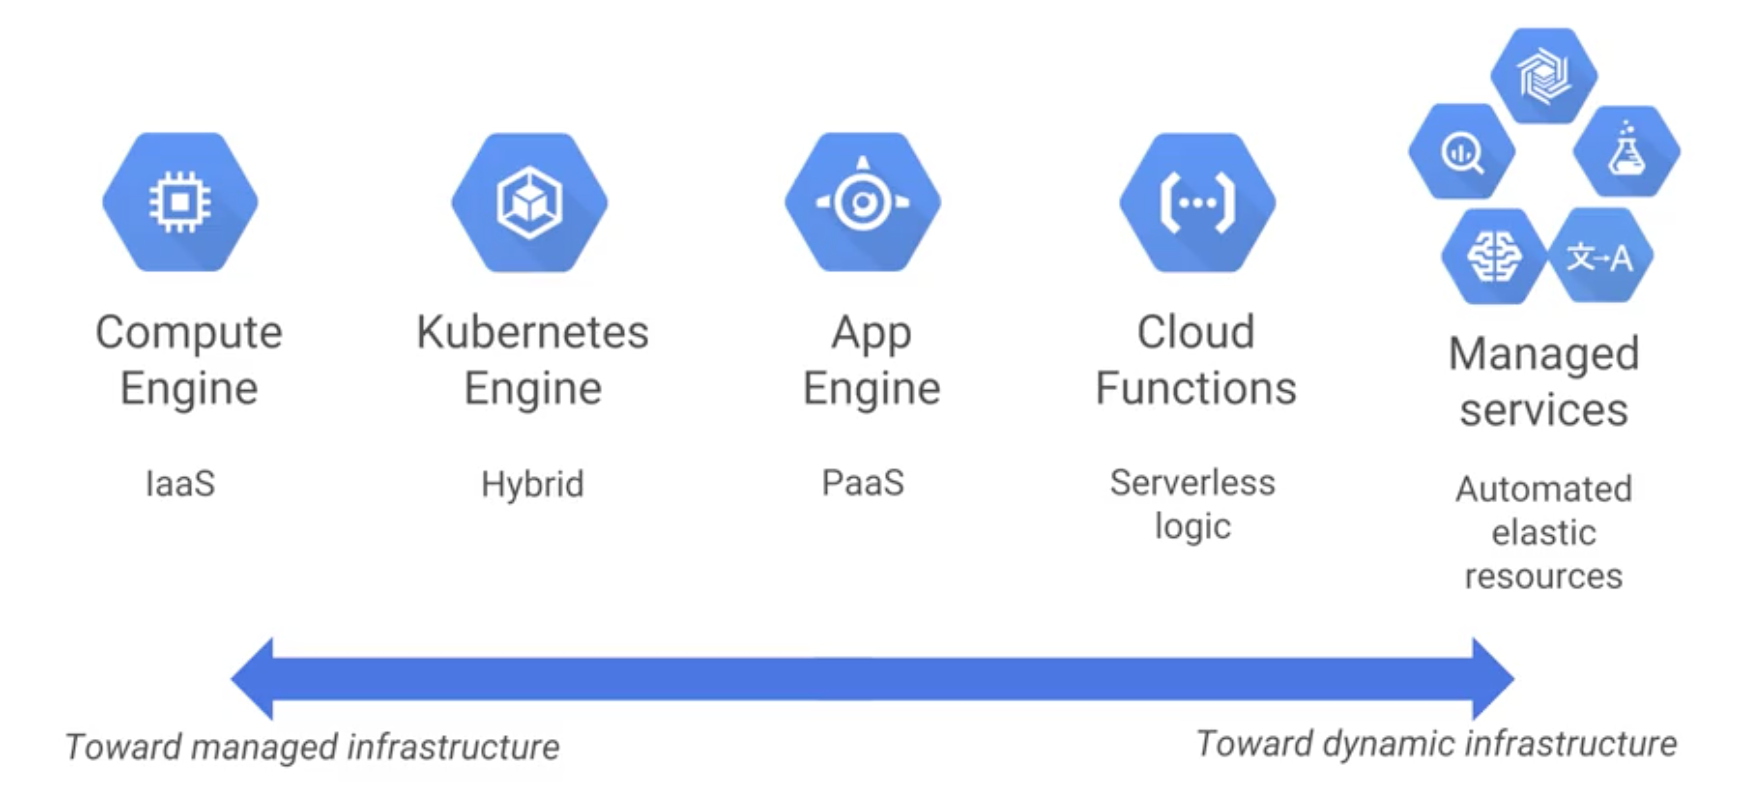 文→A
Compute
Engine
Kubernetes
Engine
App
Engine
Cloud
Functions
Managed
services
IaaS
Hybrid
PaaS
Serverless
logic
Automated
elastic
resources
Toward managed infrastructure
Toward dynamic infrastructure